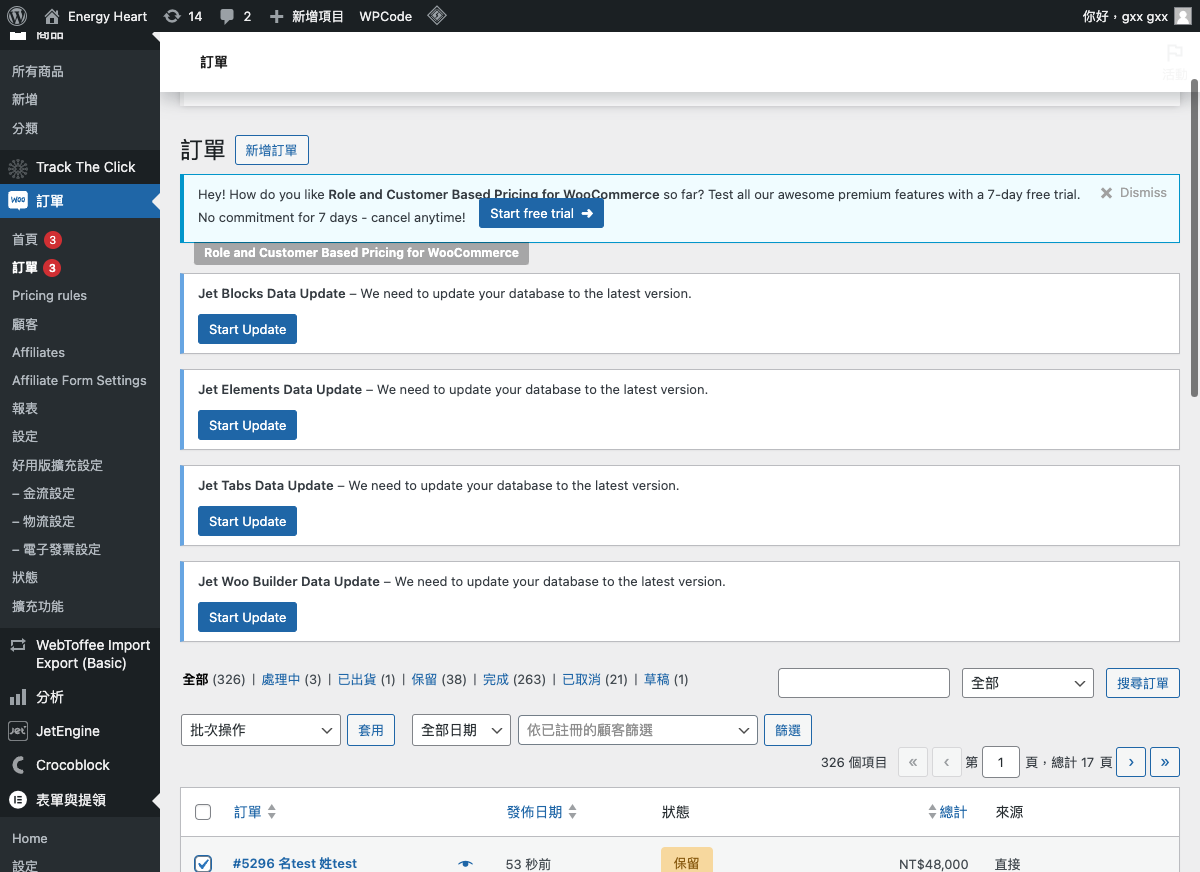 Energy Heart
14
2
新增項目
WPCode
你好，gxx gxx
商品
所有商品
新增
分類
Track The Click
woo 訂單
首頁 3
訂單 3
Pricing rules
顧客
Affiliates
Affiliate Form Settings
報表
設定
好用版擴充設定
– 金流設定
– 物流設定
– 電子發票設定
狀態
擴充功能
WebToffee Import
Export (Basic)
分析
Jet JetEngine
Crocoblock
表單與提領
Home
設定
訂單
活動
訂單
新增訂單
Hey! How do you like Role and Customer Based Pricing for WooCommerce so far? Test all our awesome premium features with a 7-day free trial.
No commitment for 7 days - cancel anytime!
Start free trial ➜
Dismiss
Role and Customer Based Pricing for WooCommerce
Jet Blocks Data Update – We need to update your database to the latest version.
Start Update
Jet Elements Data Update – We need to update your database to the latest version.
Start Update
Jet Tabs Data Update – We need to update your database to the latest version.
Start Update
Jet Woo Builder Data Update – We need to update your database to the latest version.
Start Update
全部 (326) | 處理中 (3) | 已出貨 (1) | 保留 (38) | 完成 (263) | 已取消 (21) | 草稿 (1)
全部
搜尋訂單
批次操作
套用
全部日期
依已註冊的顧客篩選
篩選
326 個項目 « ‹ 第 1 頁，總計 17 頁 › »
訂單
發佈日期
狀態
總計
來源
#5296 名test 姓test
53 秒前
保留
NT$48,000
直接